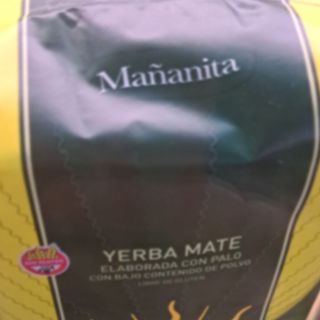 Mañanita
YERBA MATE
ELABORADA CON PALO
CON BAJO CONTENIDO DE POLVO
LIBRE DE GLUTEN